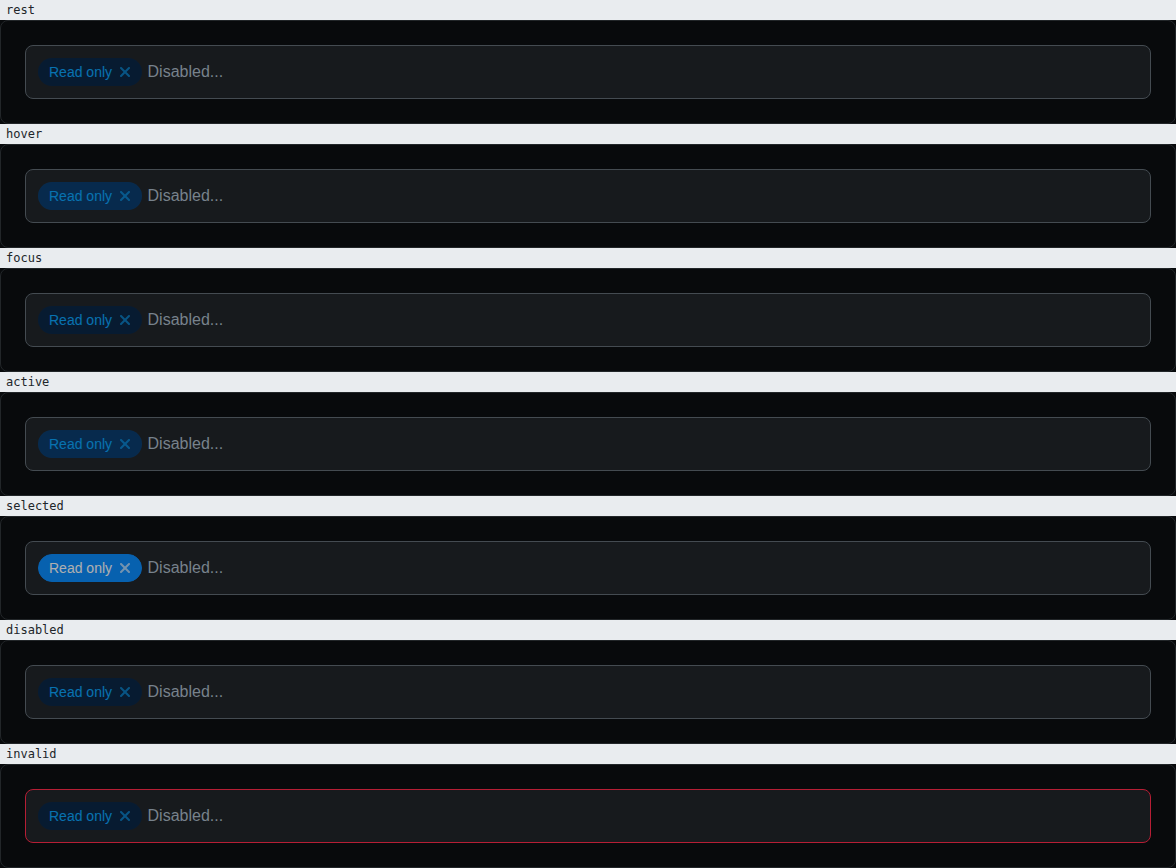 rest
Read only Disabled...
hover
Read only Disabled...
focus
Read only Disabled...
active
Read only Disabled...
selected
Read only Disabled...
disabled
Read only Disabled...
invalid
Read only Disabled...